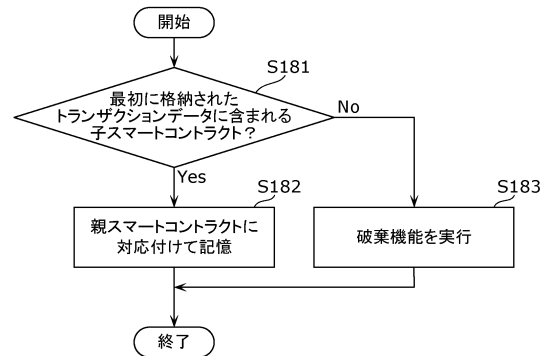 開始
S181
最初に格納された
トランザクションデータに含まれる
子スマートコントラクト？
No
Yes
S182
親スマートコントラクトに
対応付けて記憶
S183
破棄機能を実行
終了